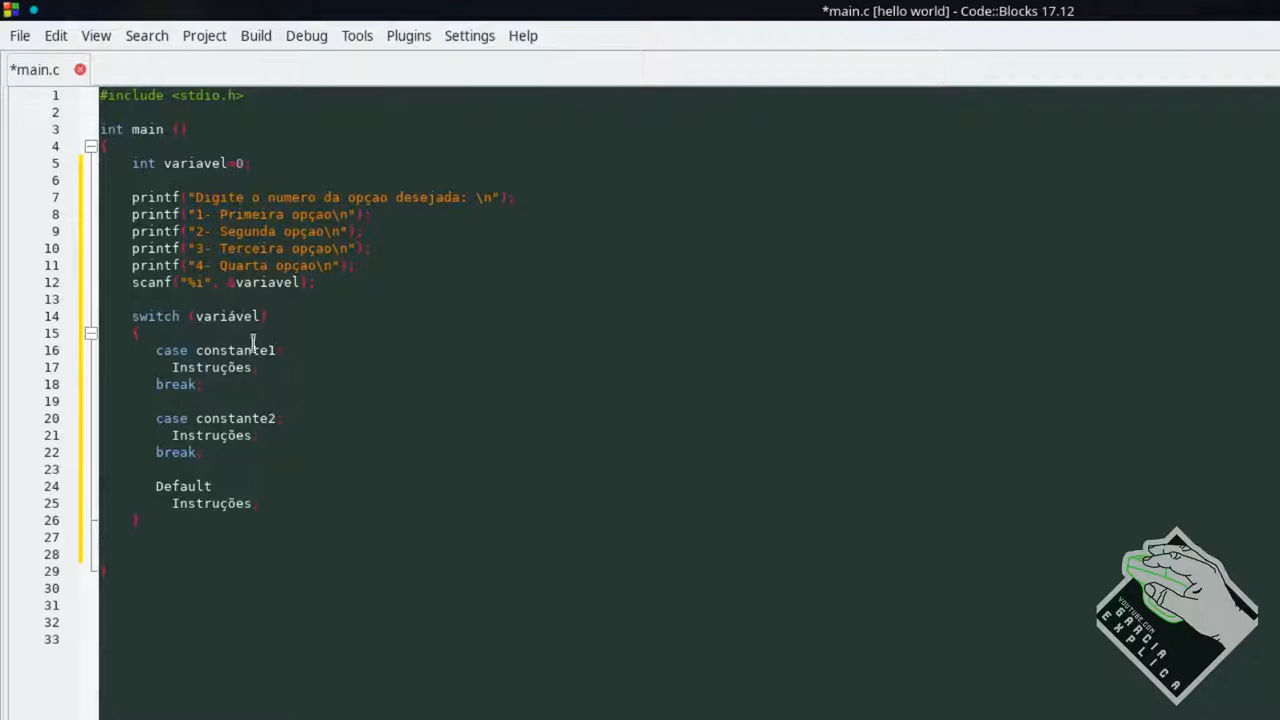 *main.c [hello world] - Code::Blocks 17.12
File Edit View Search Project Build Debug Tools Plugins Settings Help
*main.c
1 #include <stdio.h>
2
3 int main ()
4 {
5 int variavel=0;
6
7 printf("Digite o numero da opçao desejada: \n");
8 printf("1- Primeira opçao\n");
9 printf("2- Segunda opçao\n");
10 printf("3- Terceira opçao\n");
11 printf("4- Quarta opçao\n");
12 scanf("%i", &variavel);
13
14 switch (variável)
15 {
16 case constante1:
17 Instruções;
18 break;
19
20 case constante2:
21 Instruções;
22 break;
23
24 Default
25 Instruções;
26 }
27
28
29 }
30
31
32
33
YOUTUBE.COM
GARCIA
EXPLICA